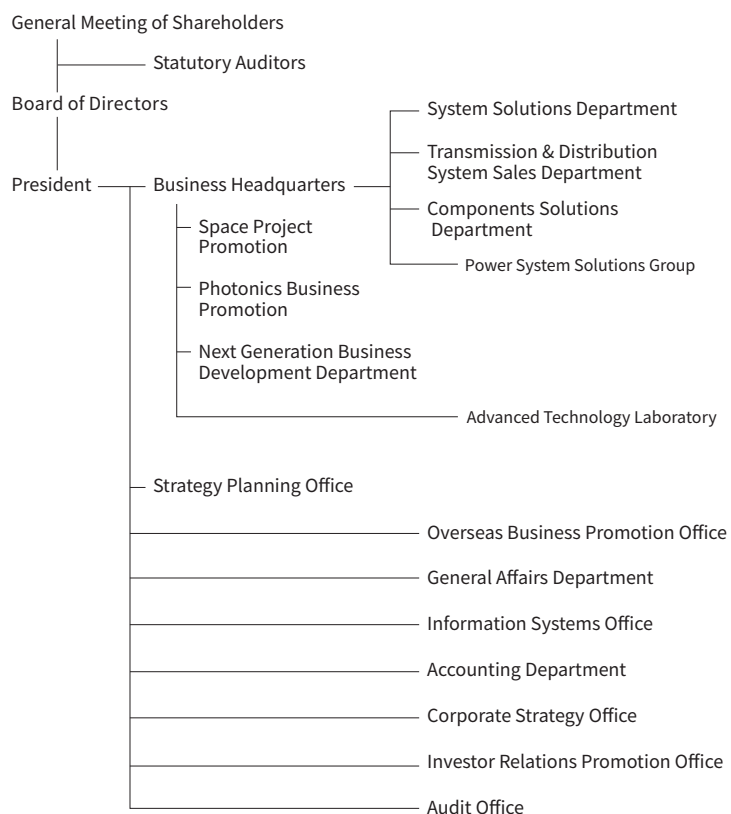 General Meeting of Shareholders
Statutory Auditors
Board of Directors
President
Business Headquarters
System Solutions Department
Transmission & Distribution
System Sales Department
Components Solutions
Department
Power System Solutions Group
Space Project
Promotion
Photonics Business
Promotion
Next Generation Business
Development Department
Advanced Technology Laboratory
Strategy Planning Office
Overseas Business Promotion Office
General Affairs Department
Information Systems Office
Accounting Department
Corporate Strategy Office
Investor Relations Promotion Office
Audit Office